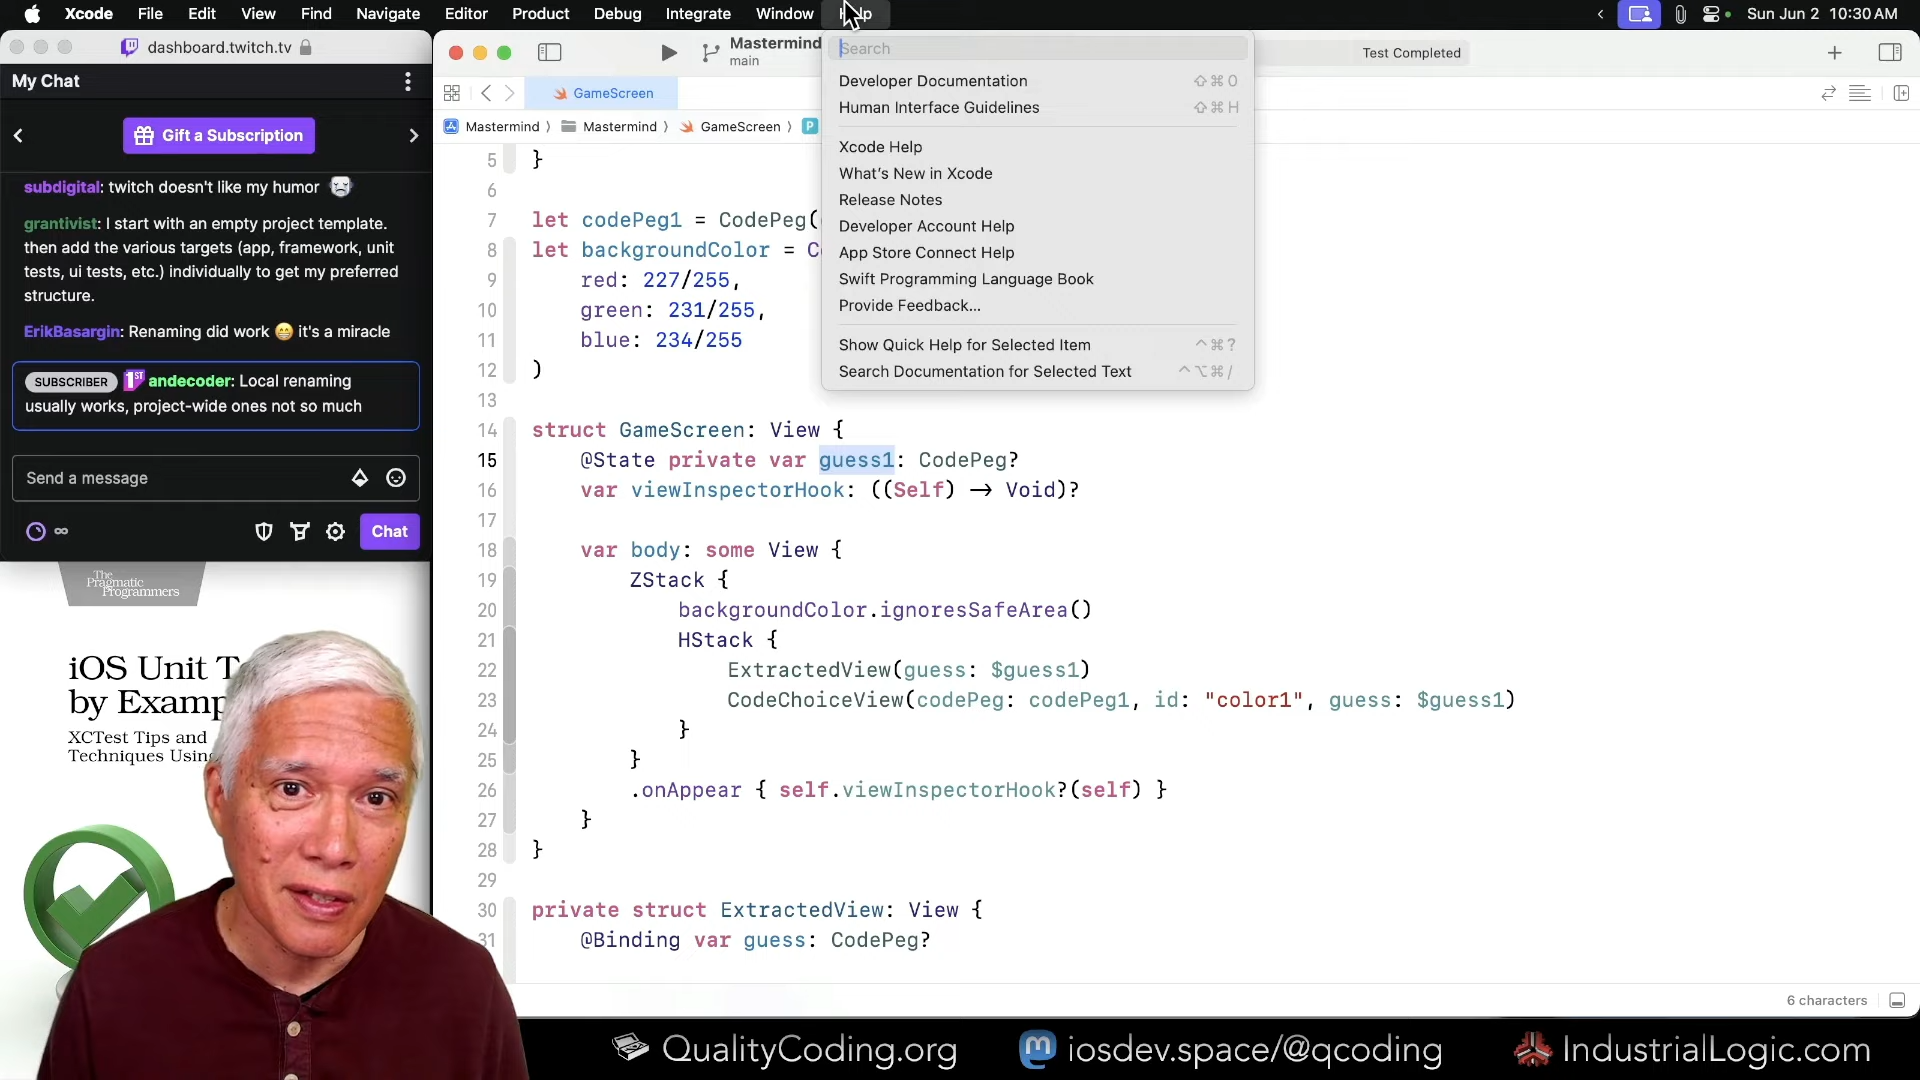 Xcode File Edit View Find Navigate Editor Product Debug Integrate Window Help Sun Jun 2 10:30 AM
dashboard.twitch.tv
My Chat
Gift a Subscription
subdigital: twitch doesn't like my humor
grantivist: I start with an empty project template.
then add the various targets (app, framework, unit
tests, ui tests, etc.) individually to get my preferred
structure.
ErikBasargin: Renaming did work 😁 it's a miracle
SUBSCRIBER 1ST andecoder: Local renaming
usually works, project-wide ones not so much
Send a message
∞
Chat
The
Pragmatic
Programmers
iOS Unit T
by Examp
XCTest Tips and
Techniques Using
Mastermind
main
Test Completed
GameScreen
Mastermind 〉 Mastermind 〉 GameScreen 〉 P
Search
Developer Documentation ⇧⌘0
Human Interface Guidelines ⇧⌘H
Xcode Help
What's New in Xcode
Release Notes
Developer Account Help
App Store Connect Help
Swift Programming Language Book
Provide Feedback...
Show Quick Help for Selected Item ^⌘?
Search Documentation for Selected Text ^⌥⌘/
5 }
6
7 let codePeg1 = CodePeg(
8 let backgroundColor = C
9 red: 227/255,
10 green: 231/255,
11 blue: 234/255
12 )
13
14 struct GameScreen: View {
15 @State private var guess1: CodePeg?
16 var viewInspectorHook: ((Self) -> Void)?
17
18 var body: some View {
19 ZStack {
20 backgroundColor.ignoresSafeArea()
21 HStack {
22 ExtractedView(guess: $guess1)
23 CodeChoiceView(codePeg: codePeg1, id: "color1", guess: $guess1)
24 }
25 }
26 .onAppear { self.viewInspectorHook?(self) }
27 }
28 }
29
30 private struct ExtractedView: View {
31 @Binding var guess: CodePeg?
6 characters
QualityCoding.org
iosdev.space/@qcoding
IndustrialLogic.com